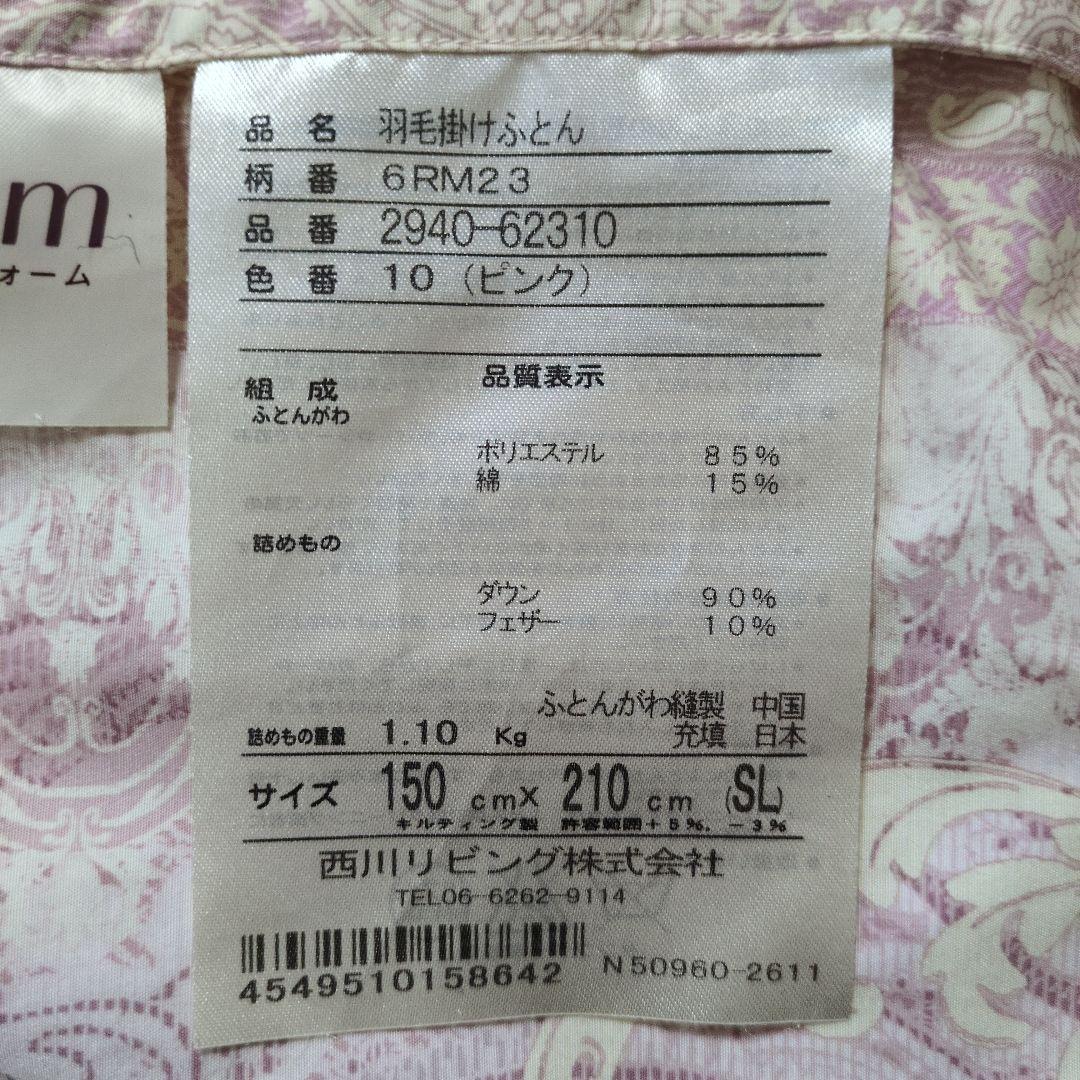 m
ォーム
品名 羽毛掛けふとん
柄番 6RM23
品番 2940-62310
色番 10 (ピンク)
品質表示
組成
ふとんがわ
ポリエステル 85%
綿 15%
詰めもの
ダウン 90%
フェザー 10%
ふとんがわ縫製 中国
詰めもの重量 1.10 Kg 充填 日本
サイズ 150cm×210cm (SL)
キルティング製 許容範囲+5%,-3%
西川リビング株式会社
TEL06-6262-9114
4549510158642 N50960-2611